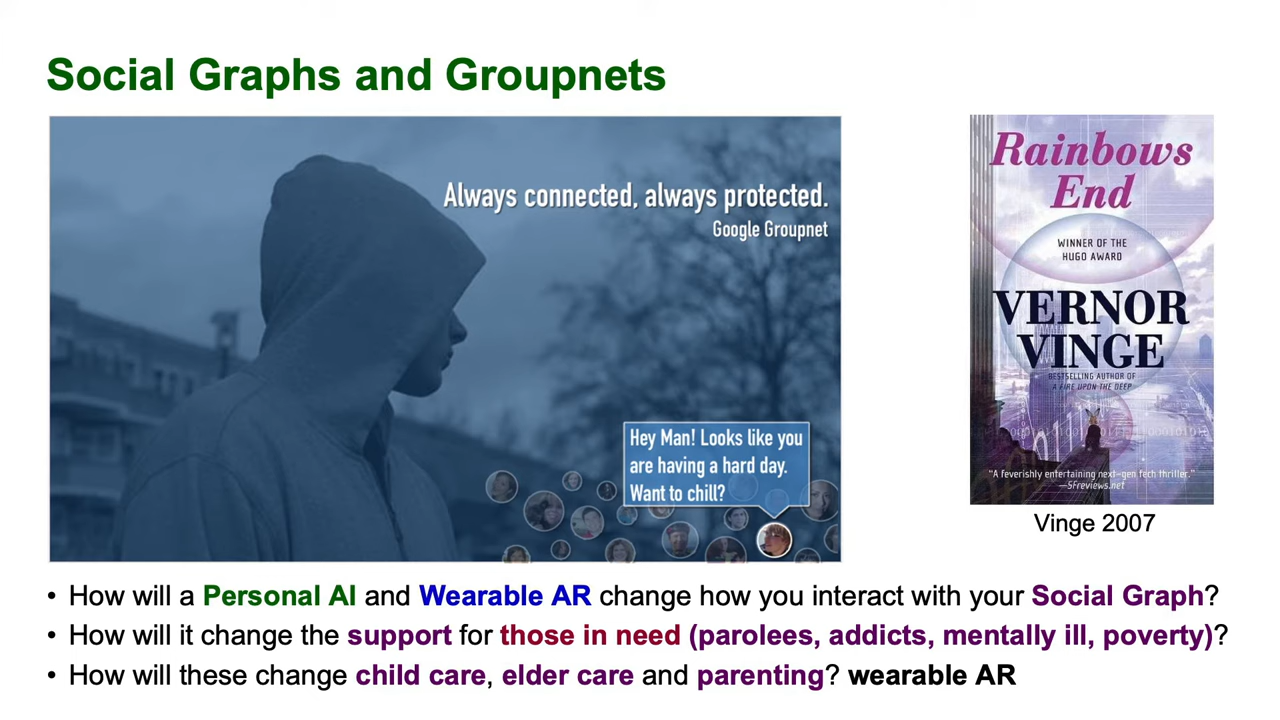 Social Graphs and Groupnets
Always connected, always protected.
Google Groupnet
Hey Man! Looks like you
are having a hard day.
Want to chill?
Rainbows
End
WINNER OF THE
HUGO AWARD
VERNOR
VINGE
BESTSELLING AUTHOR OF
A FIRE UPON THE DEEP
"A feverishly entertaining next-gen tech thriller."
—SFreviews.net
Vinge 2007
• How will a Personal AI and Wearable AR change how you interact with your Social Graph?
• How will it change the support for those in need (parolees, addicts, mentally ill, poverty)?
• How will these change child care, elder care and parenting? wearable AR